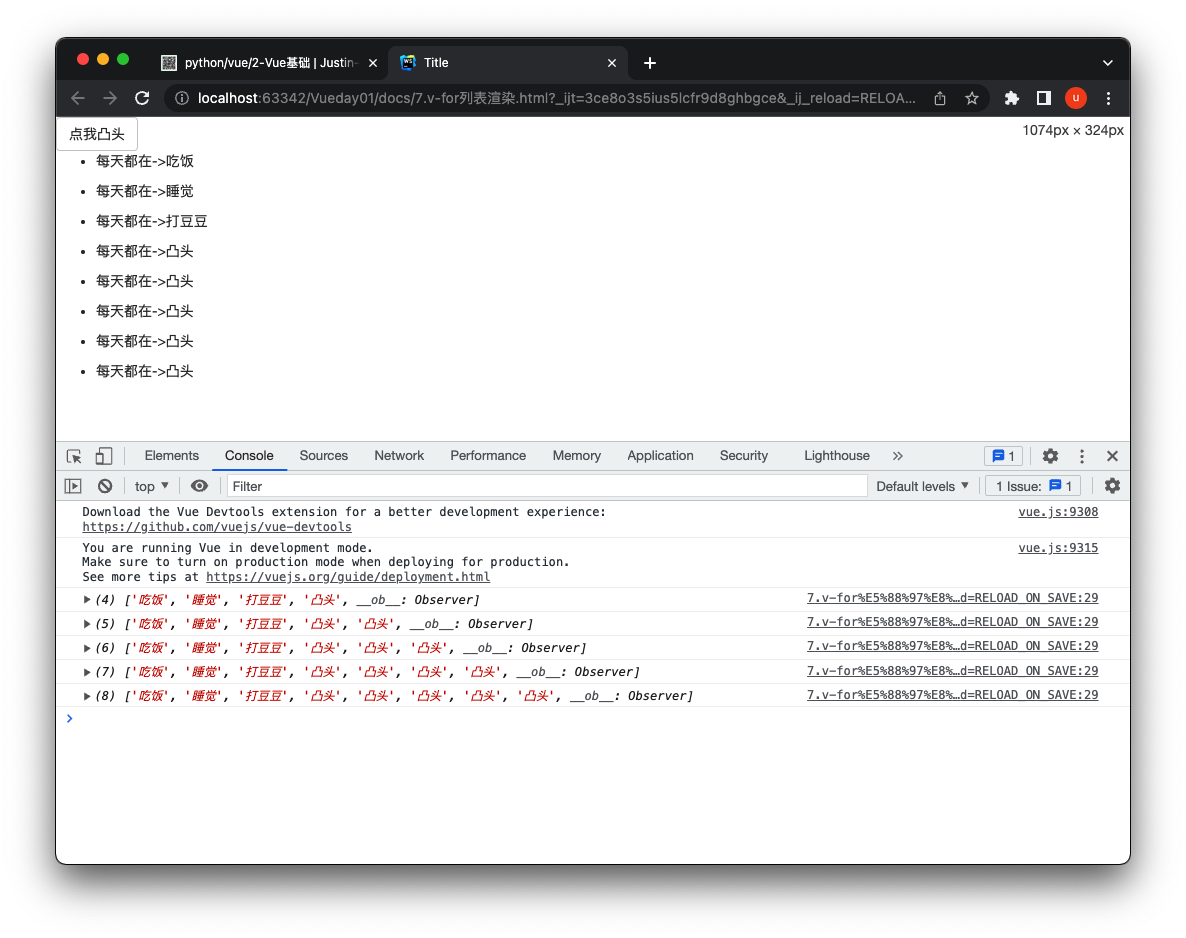 python/vue/2-Vue基础 | Justin-
Title
localhost:63342/Vueday01/docs/7.v-for列表渲染.html?_ijt=3ce8o3s5ius5lcfr9d8ghbgce&_ij_reload=RELOA...
u
点我凸头
1074px × 324px
• 每天都在->吃饭
• 每天都在->睡觉
• 每天都在->打豆豆
• 每天都在->凸头
• 每天都在->凸头
• 每天都在->凸头
• 每天都在->凸头
• 每天都在->凸头
Elements Console Sources Network Performance Memory Application Security Lighthouse 1
top Filter Default levels 1 Issue: 1
Download the Vue Devtools extension for a better development experience: vue.js:9308
https://github.com/vuejs/vue-devtools
You are running Vue in development mode. vue.js:9315
Make sure to turn on production mode when deploying for production.
See more tips at https://vuejs.org/guide/deployment.html
(4) ['吃饭', '睡觉', '打豆豆', '凸头', __ob__: Observer] 7.v-for%E5%88%97%E8%…d=RELOAD_ON_SAVE:29
(5) ['吃饭', '睡觉', '打豆豆', '凸头', '凸头', __ob__: Observer] 7.v-for%E5%88%97%E8%…d=RELOAD_ON_SAVE:29
(6) ['吃饭', '睡觉', '打豆豆', '凸头', '凸头', '凸头', __ob__: Observer] 7.v-for%E5%88%97%E8%…d=RELOAD_ON_SAVE:29
(7) ['吃饭', '睡觉', '打豆豆', '凸头', '凸头', '凸头', '凸头', __ob__: Observer] 7.v-for%E5%88%97%E8%…d=RELOAD_ON_SAVE:29
(8) ['吃饭', '睡觉', '打豆豆', '凸头', '凸头', '凸头', '凸头', '凸头', __ob__: Observer] 7.v-for%E5%88%97%E8%…d=RELOAD_ON_SAVE:29